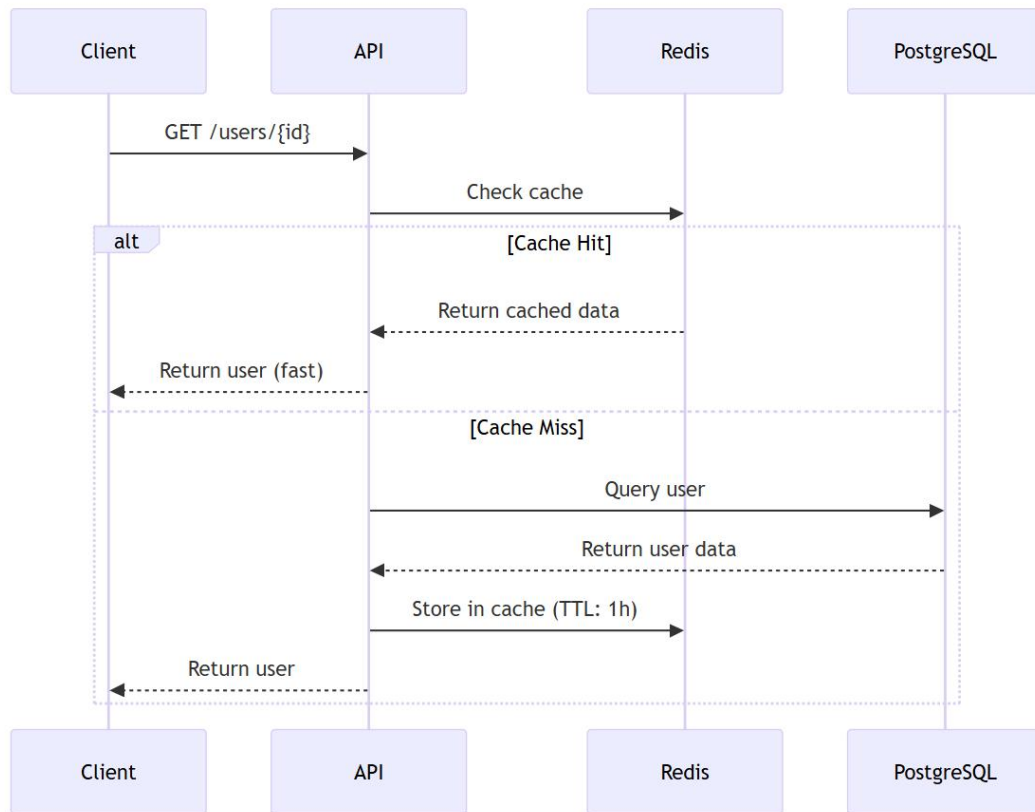 Client API Redis PostgreSQL
GET /users/{id}
Check cache
alt [Cache Hit]
Return cached data
Return user (fast)
[Cache Miss]
Query user
Return user data
Store in cache (TTL: 1h)
Return user
Client API Redis PostgreSQL